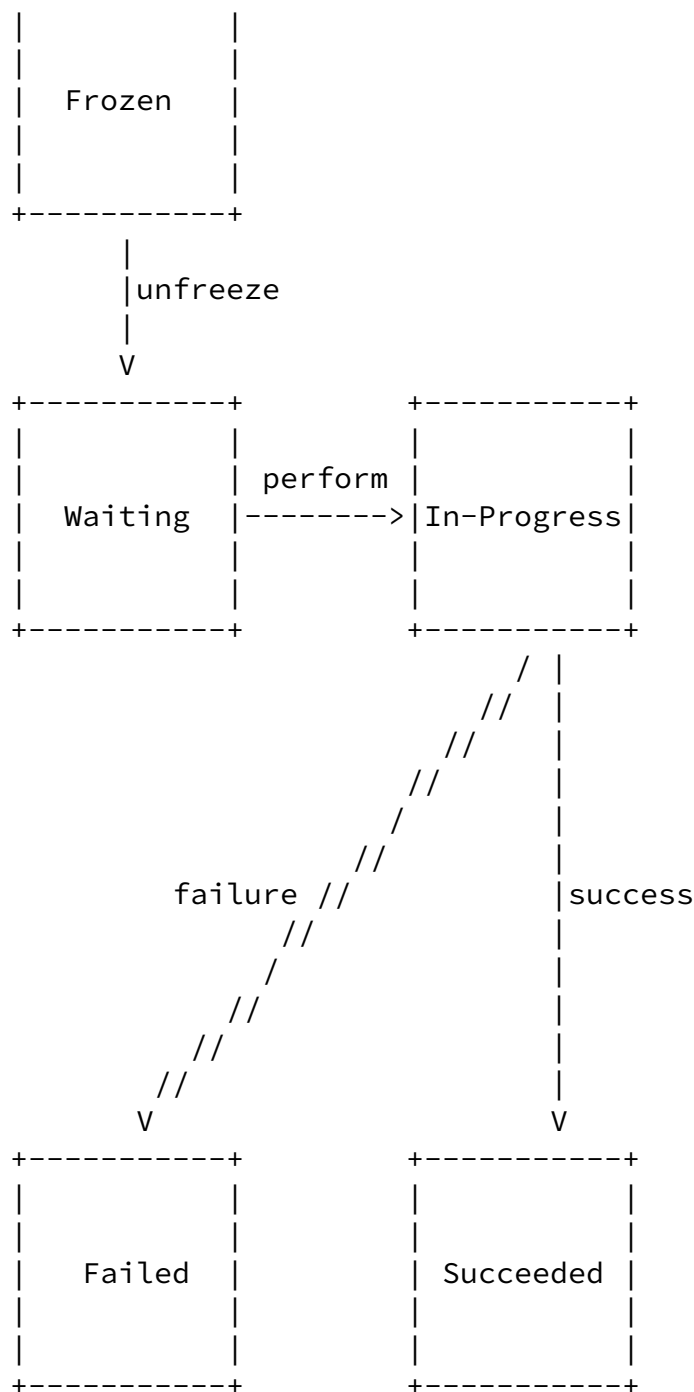 Frozen
unfreeze
perform
Waiting
In-Progress
failure
success
Failed
Succeeded